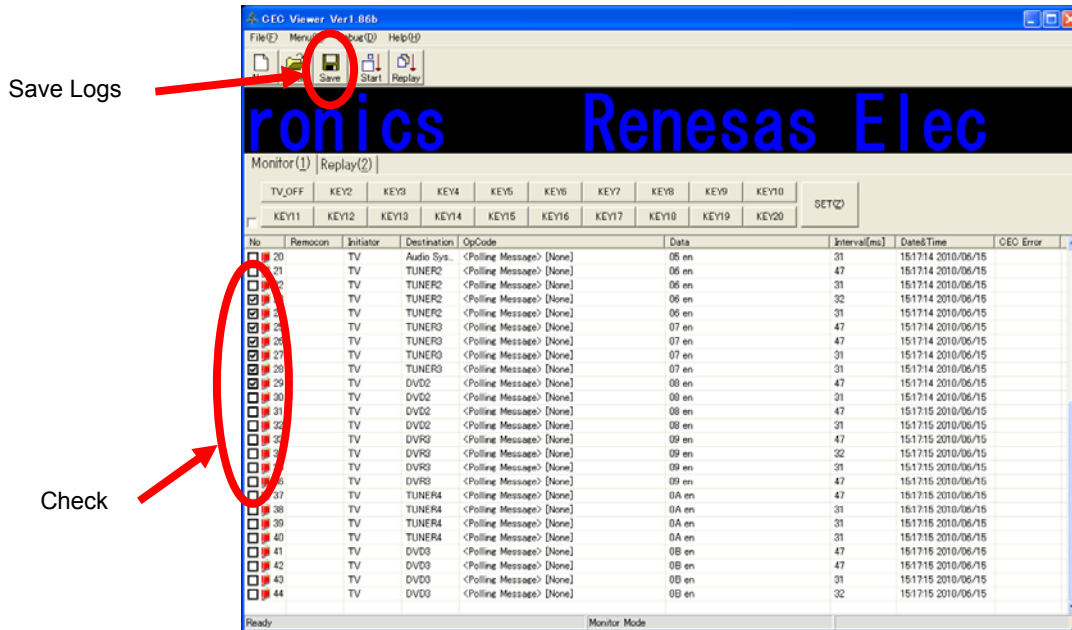 CEC Viewer Ver1.86b
File(F) Debug(D) Help(H)
Save Start Replay
Save Logs
ronics Renesas Elec
Monitor(1) Replay(2)
TV_OFF KEY2 KEY3 KEY4 KEY5 KEY6 KEY7 KEY8 KEY9 KEY10
SET(Z)
KEY11 KEY12 KEY13 KEY14 KEY15 KEY16 KEY17 KEY18 KEY19 KEY20
No Remocon Initiator Destination OpCode Data Interval[ms] Date&Time CEC Error
20 TV Audio Sys... <Polling Message> [None] 05 en 31 15:17:14 2010/06/15
21 TV TUNER2 <Polling Message> [None] 06 en 47 15:17:14 2010/06/15
TV TUNER2 <Polling Message> [None] 06 en 31 15:17:14 2010/06/15
TV TUNER2 <Polling Message> [None] 06 en 32 15:17:14 2010/06/15
TV TUNER2 <Polling Message> [None] 06 en 31 15:17:14 2010/06/15
25 TV TUNER3 <Polling Message> [None] 07 en 47 15:17:14 2010/06/15
26 TV TUNER3 <Polling Message> [None] 07 en 47 15:17:14 2010/06/15
27 TV TUNER3 <Polling Message> [None] 07 en 31 15:17:14 2010/06/15
28 TV TUNER3 <Polling Message> [None] 07 en 31 15:17:14 2010/06/15
29 TV DVD2 <Polling Message> [None] 08 en 47 15:17:14 2010/06/15
30 TV DVD2 <Polling Message> [None] 08 en 31 15:17:14 2010/06/15
31 TV DVD2 <Polling Message> [None] 08 en 47 15:17:15 2010/06/15
32 TV DVD2 <Polling Message> [None] 08 en 31 15:17:15 2010/06/15
TV DVR3 <Polling Message> [None] 09 en 47 15:17:15 2010/06/15
TV DVR3 <Polling Message> [None] 09 en 32 15:17:15 2010/06/15
TV DVR3 <Polling Message> [None] 09 en 31 15:17:15 2010/06/15
TV DVR3 <Polling Message> [None] 09 en 47 15:17:15 2010/06/15
37 TV TUNER4 <Polling Message> [None] 0A en 47 15:17:15 2010/06/15
Check
38 TV TUNER4 <Polling Message> [None] 0A en 31 15:17:15 2010/06/15
39 TV TUNER4 <Polling Message> [None] 0A en 31 15:17:15 2010/06/15
40 TV TUNER4 <Polling Message> [None] 0A en 31 15:17:15 2010/06/15
41 TV DVD3 <Polling Message> [None] 0B en 47 15:17:15 2010/06/15
42 TV DVD3 <Polling Message> [None] 0B en 47 15:17:15 2010/06/15
43 TV DVD3 <Polling Message> [None] 0B en 31 15:17:15 2010/06/15
44 TV DVD3 <Polling Message> [None] 0B en 32 15:17:15 2010/06/15
Ready Monitor Mode